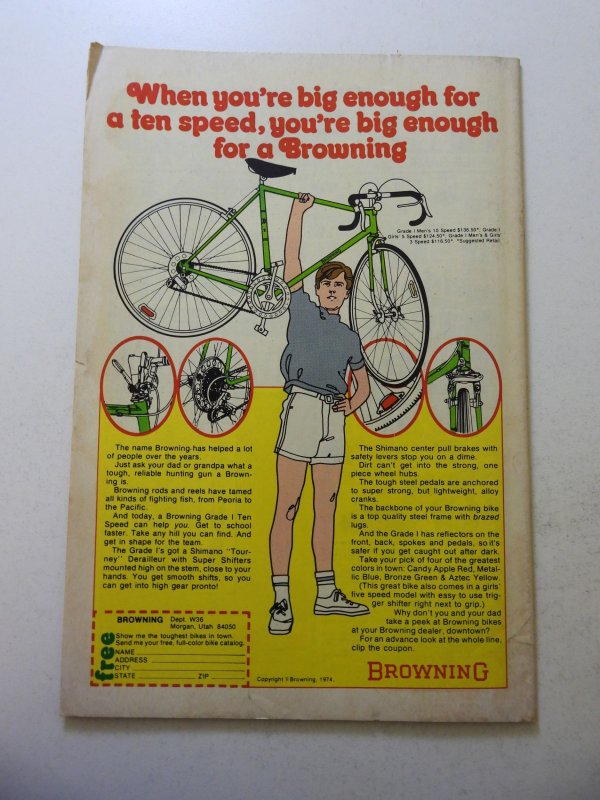 When you're big enough for
a ten speed, you're big enough
for a Browning
Grade I Men's 10 Speed $136.50*. Grade I
Girls' 5 Speed $124.50*. Grade I Men's & Girls'
3 Speed $116.50*. *Suggested Retail
The name Browning has helped a lot
of people over the years.
Just ask your dad or grandpa what a
tough, reliable hunting gun a Brown-
ing is.
Browning rods and reels have tamed
all kinds of fighting fish, from Peoria to
the Pacific.
And today, a Browning Grade I Ten
Speed can help you. Get to school
faster. Take any hill you can find. And
get in shape for the team.
The Grade I's got a Shimano "Tour-
ney" Derailleur with Super Shifters
mounted high on the stem, close to your
hands. You get smooth shifts, so you
can get into high gear pronto!
The Shimano center pull brakes with
safety levers stop you on a dime.
Dirt can't get into the strong, one
piece wheel hubs.
The tough steel pedals are anchored
to super strong, but lightweight, alloy
cranks.
The backbone of your Browning bike
is a top quality steel frame with brazed
lugs.
And the Grade I has reflectors on the
front, back, spokes and pedals, so it's
safer if you get caught out after dark.
Take your pick of four of the greatest
colors in town: Candy Apple Red, Metal-
lic Blue, Bronze Green & Aztec Yellow.
(This great bike also comes in a girls'
five speed model with easy to use trig-
ger shifter right next to grip.)
Why don't you and your dad
take a peek at Browning bikes
at your Browning dealer, downtown?
For an advance look at the whole line,
clip the coupon.
BROWNING Dept. W36
Morgan, Utah 84050
free
Show me the toughest bikes in town.
Send me your free, full-color bike catalog.
NAME
ADDRESS
CITY
STATE ZIP
Copyright © Browning, 1974.
BROWNING